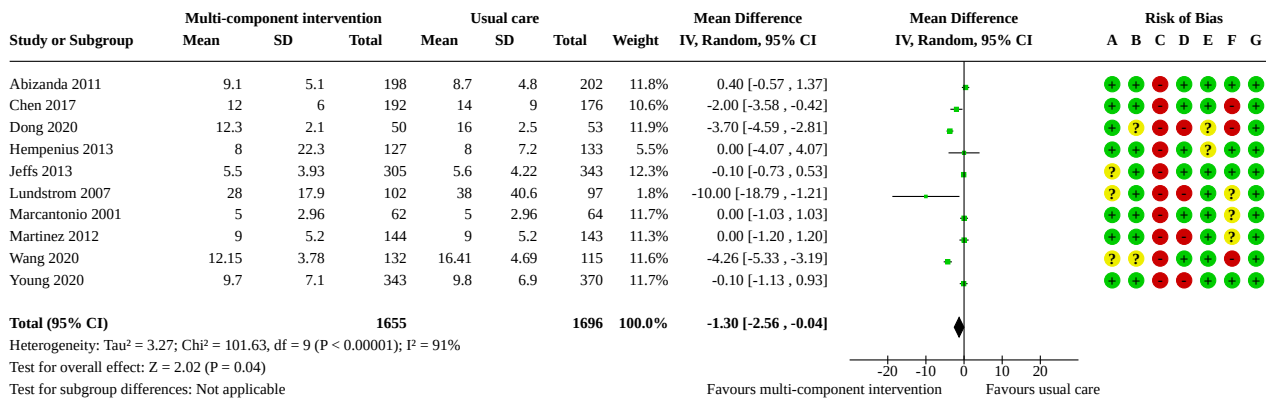 Multi-component intervention Usual care Mean Difference Mean Difference Risk of Bias
Study or Subgroup Mean SD Total Mean SD Total Weight IV, Random, 95% CI IV, Random, 95% CI A B C D E F G
Abizanda 2011 9.1 5.1 198 8.7 4.8 202 11.8% 0.40 [-0.57 , 1.37] + + - + + + +
Chen 2017 12 6 192 14 9 176 10.6% -2.00 [-3.58 , -0.42] + + - + + - +
Dong 2020 12.3 2.1 50 16 2.5 53 11.9% -3.70 [-4.59 , -2.81] + ? - - ? - +
Hempenius 2013 8 22.3 127 8 7.2 133 5.5% 0.00 [-4.07 , 4.07] + + - + ? + +
Jeffs 2013 5.5 3.93 305 5.6 4.22 343 12.3% -0.10 [-0.73 , 0.53] ? + - + + + +
Lundstrom 2007 28 17.9 102 38 40.6 97 1.8% -10.00 [-18.79 , -1.21] ? + - - + ? +
Marcantonio 2001 5 2.96 62 5 2.96 64 11.7% 0.00 [-1.03 , 1.03] + + - + + ? +
Martinez 2012 9 5.2 144 9 5.2 143 11.3% 0.00 [-1.20 , 1.20] + + - - + ? +
Wang 2020 12.15 3.78 132 16.41 4.69 115 11.6% -4.26 [-5.33 , -3.19] ? ? - + + - +
Young 2020 9.7 7.1 343 9.8 6.9 370 11.7% -0.10 [-1.13 , 0.93] + + - - + + +
Total (95% CI) 1655 1696 100.0% -1.30 [-2.56 , -0.04]
Heterogeneity: Tau² = 3.27; Chi² = 101.63, df = 9 (P < 0.00001); I² = 91%
Test for overall effect: Z = 2.02 (P = 0.04) -20 -10 0 10 20
Test for subgroup differences: Not applicable Favours multi-component intervention Favours usual care